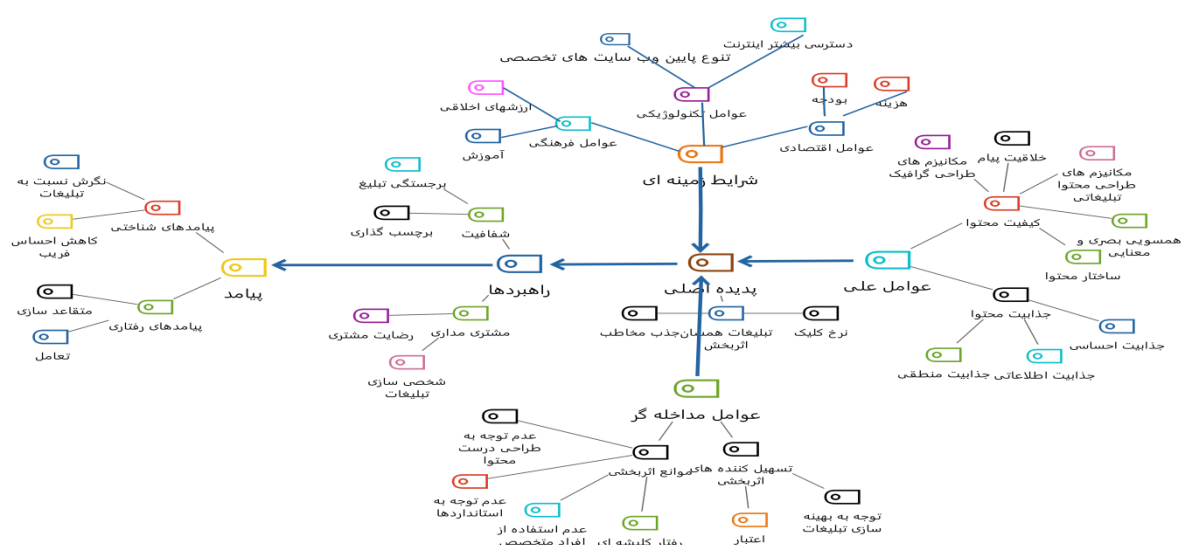 دسترسی بیشتر اینترنت
تنوع پایین وب سایت های تخصصی
هزینه
بودجه
عوامل تکنولوژیکی
ارزشهای اخلاقی
عوامل اقتصادی
عوامل فرهنگی
آموزش
شرایط زمینه ای
خلاقیت پیام
مکانیزم های
طراحی گرافیک
مکانیزم های
طراحی محتوا
تبلیغاتی
کیفیت محتوا
همسویی بصری و
معنایی
ساختار محتوا
عوامل علی
جذابیت محتوا
جذابیت احساسی
جذابیت اطلاعاتی
جذابیت منطقی
پدیده اصلی
نرخ کلیک
تبلیغات همسان
اثربخش
جذب مخاطب
برجستگی تبلیغ
شفافیت
برچسب گذاری
راهبردها
مشتری مداری
رضایت مشتری
شخصی سازی
تبلیغات
نگرش نسبت به
تبلیغات
پیامدهای شناختی
کاهش احساس
فریب
پیامد
متقاعد سازی
پیامدهای رفتاری
تعامل
عوامل مداخله گر
تسهیل کننده های
اثربخشی
موانع اثربخشی
عدم توجه به
طراحی درست
محتوا
عدم توجه به
استانداردها
عدم استفاده از
افراد متخصص
رفتار کلیشه ای
اعتبار
توجه به بهینه
سازی تبلیغات